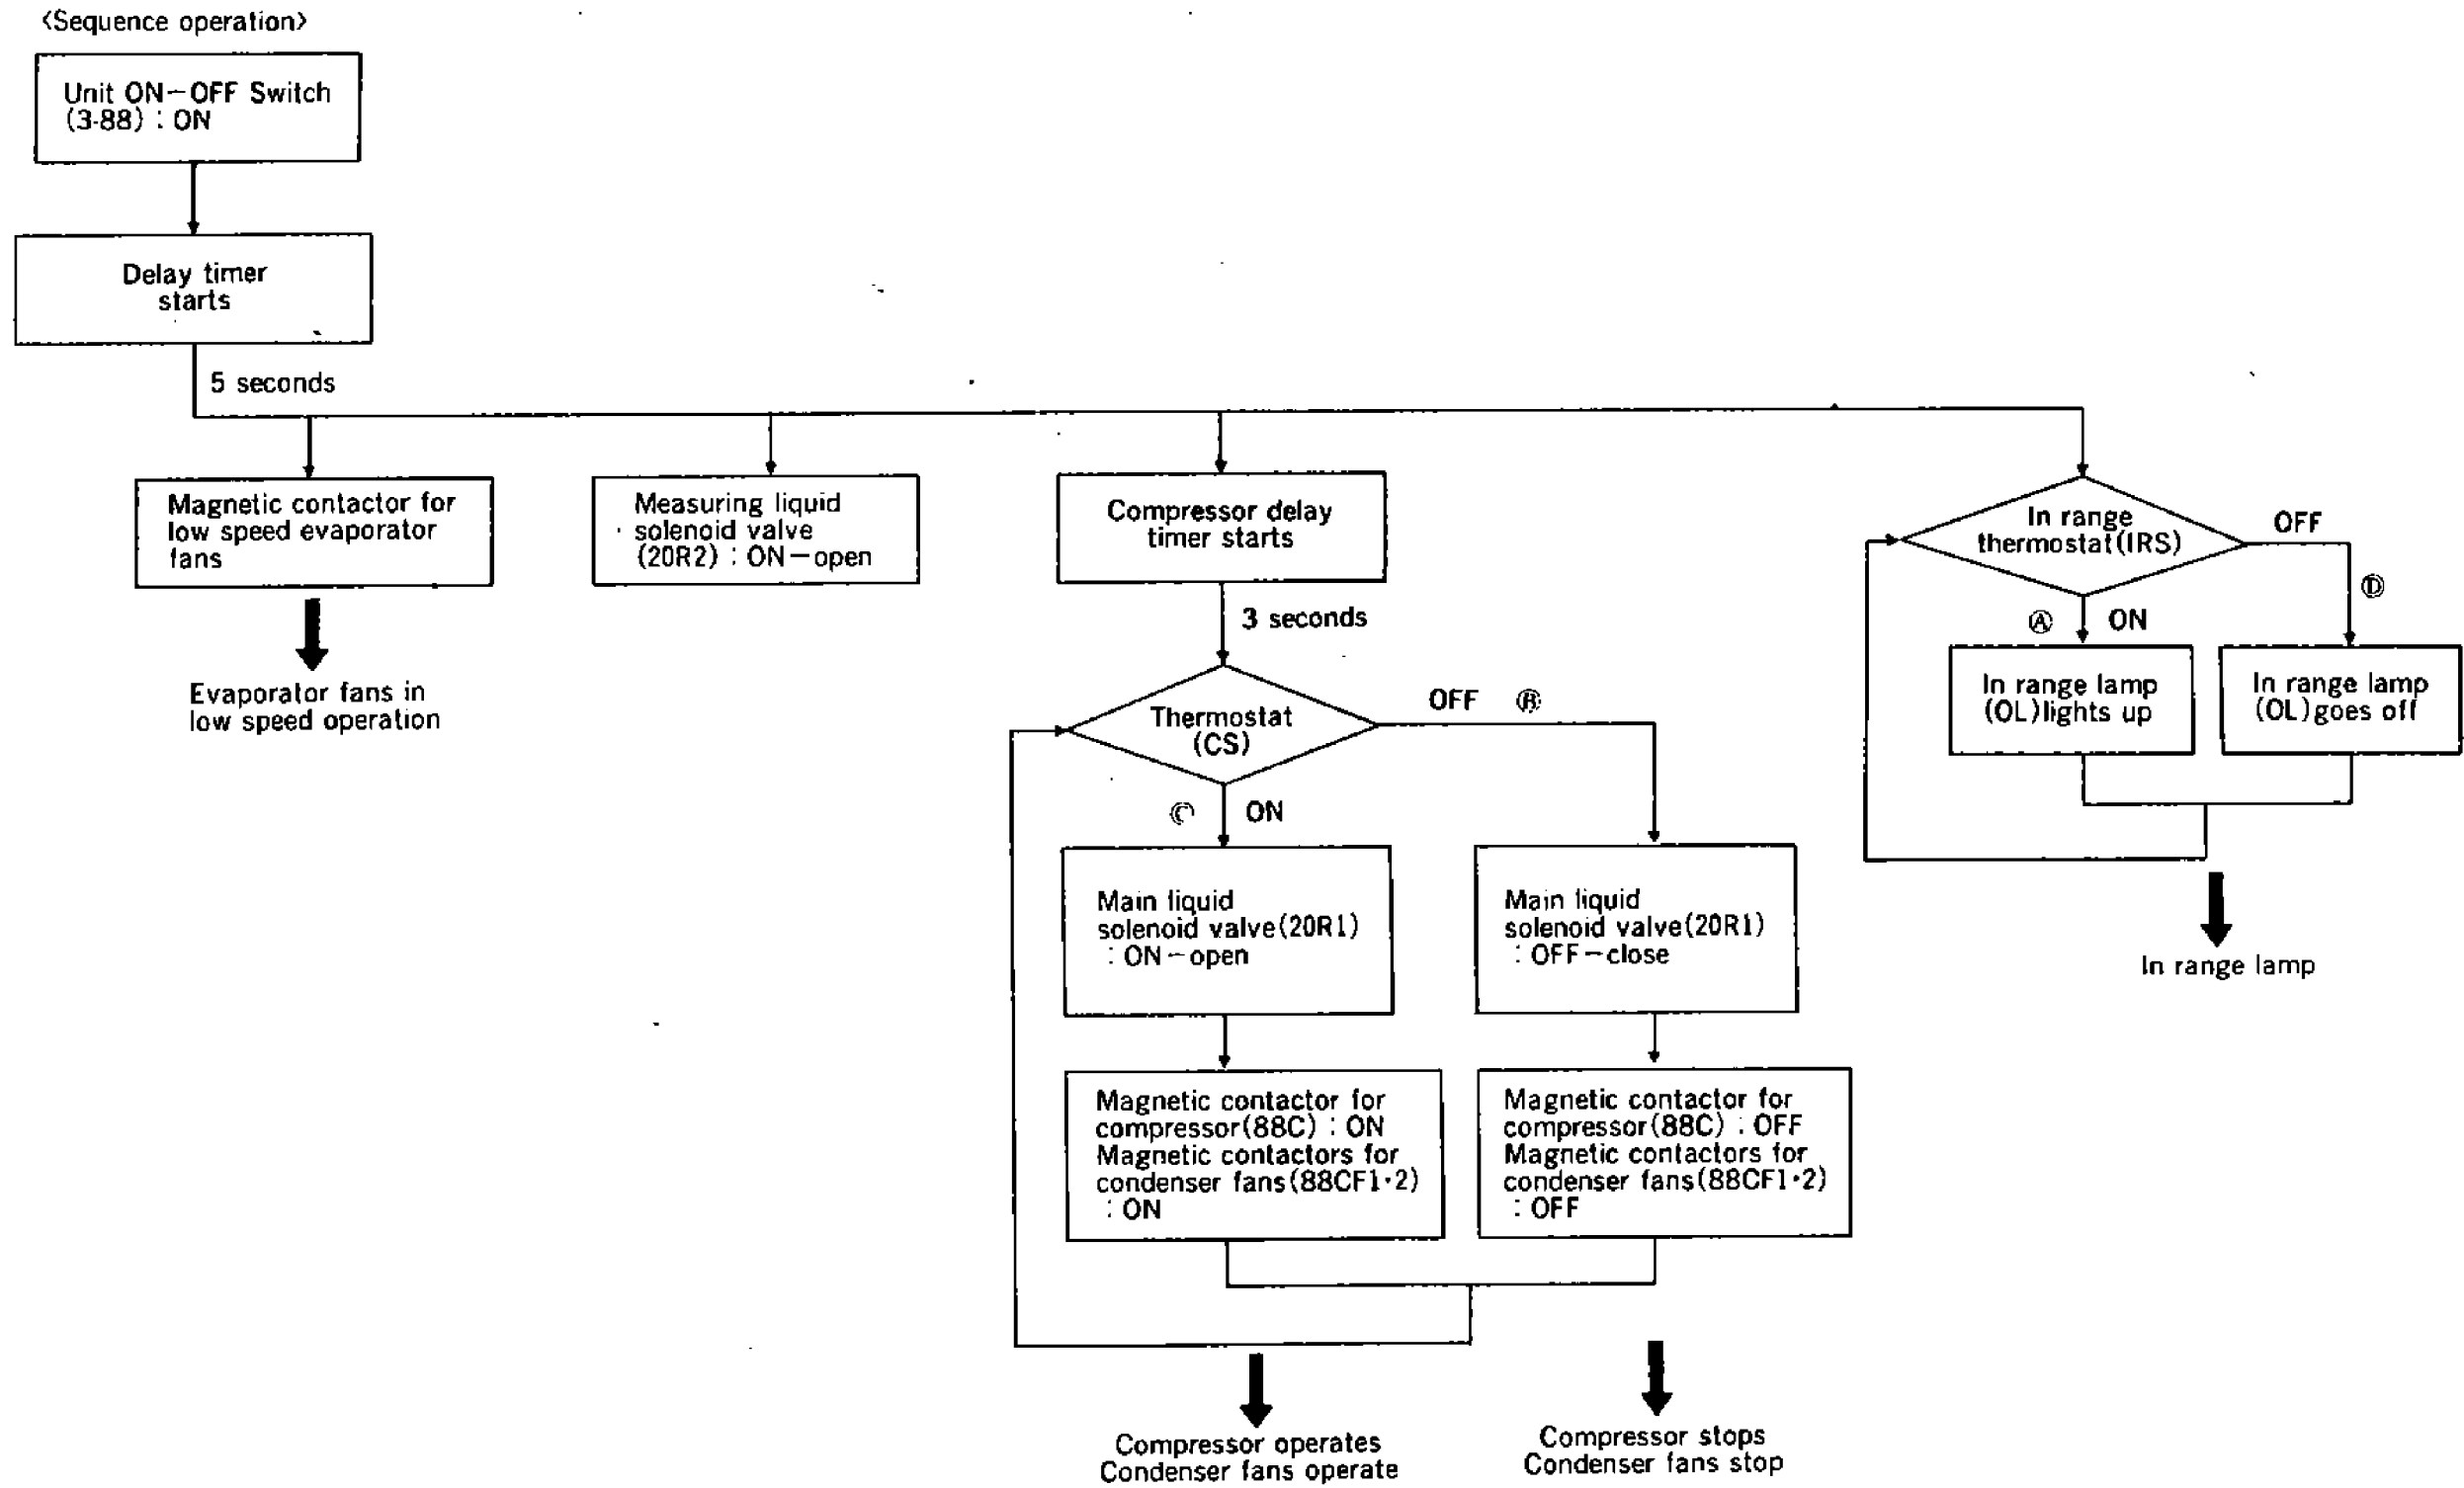 <Sequence operation>
Unit ON-OFF Switch
(3-88) : ON
Delay timer
starts
5 seconds
Magnetic contactor for
low speed evaporator
fans
Evaporator fans in
low speed operation
Measuring liquid
solenoid valve
(20R2) : ON-open
Compressor delay
timer starts
3 seconds
Thermostat
(CS)
OFF Ⓑ
Ⓒ ON
Main liquid
solenoid valve(20R1)
: ON-open
Main liquid
solenoid valve(20R1)
: OFF-close
Magnetic contactor for
compressor(88C) : ON
Magnetic contactors for
condenser fans(88CF1·2)
: ON
Magnetic contactor for
compressor(88C) : OFF
Magnetic contactors for
condenser fans(88CF1·2)
: OFF
Compressor operates
Condenser fans operate
Compressor stops
Condenser fans stop
In range
thermostat(IRS)
OFF
Ⓓ
Ⓐ ON
In range lamp
(OL)lights up
In range lamp
(OL)goes off
In range lamp